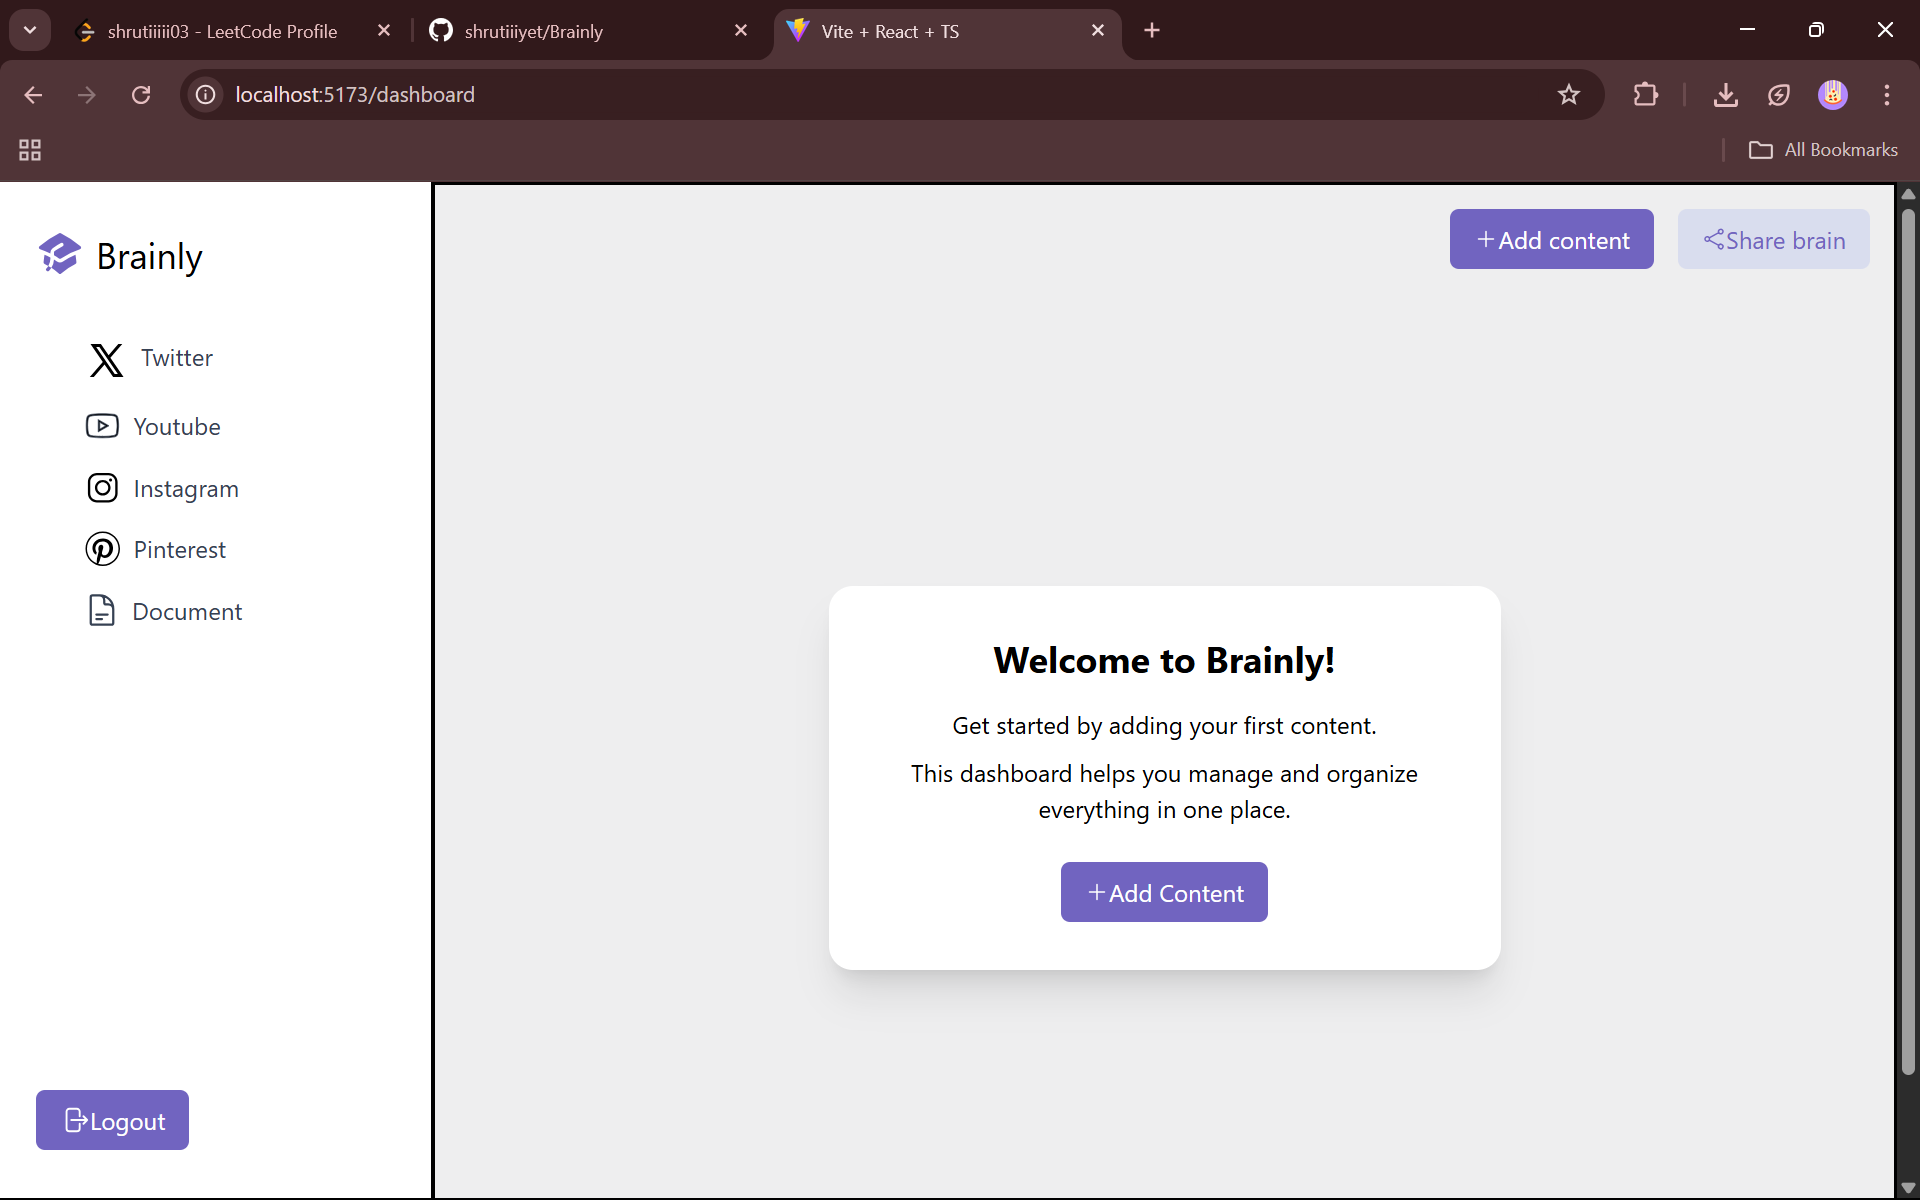 shrutiiiii03 - LeetCode Profile
shrutiiiyet/Brainly
Vite + React + TS
localhost:5173/dashboard
All Bookmarks
Brainly
Twitter
Youtube
Instagram
Pinterest
Document
Logout
+Add content
Share brain
Welcome to Brainly!
Get started by adding your first content.
This dashboard helps you manage and organize
everything in one place.
+Add Content